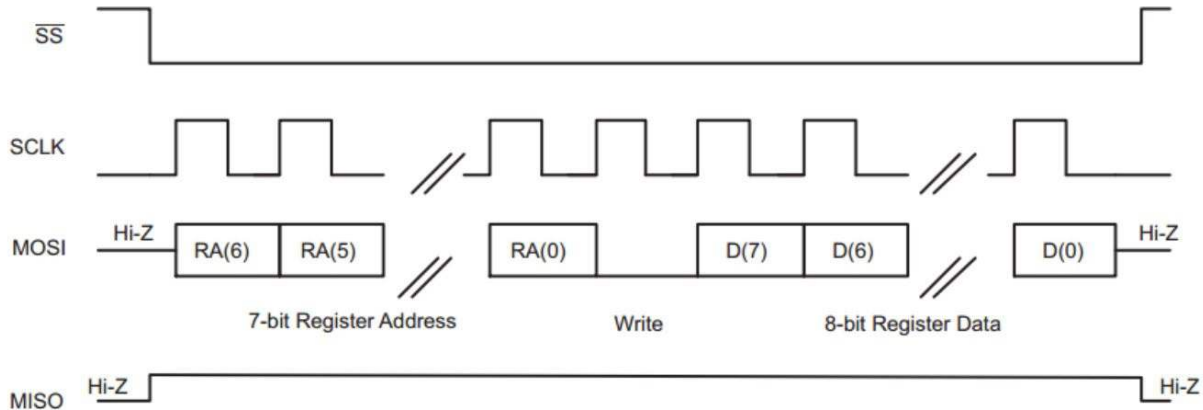 SS
SCLK
MOSI Hi-Z RA(6) RA(5) RA(0) D(7) D(6) D(0) Hi-Z
7-bit Register Address Write 8-bit Register Data
MISO Hi-Z Hi-Z